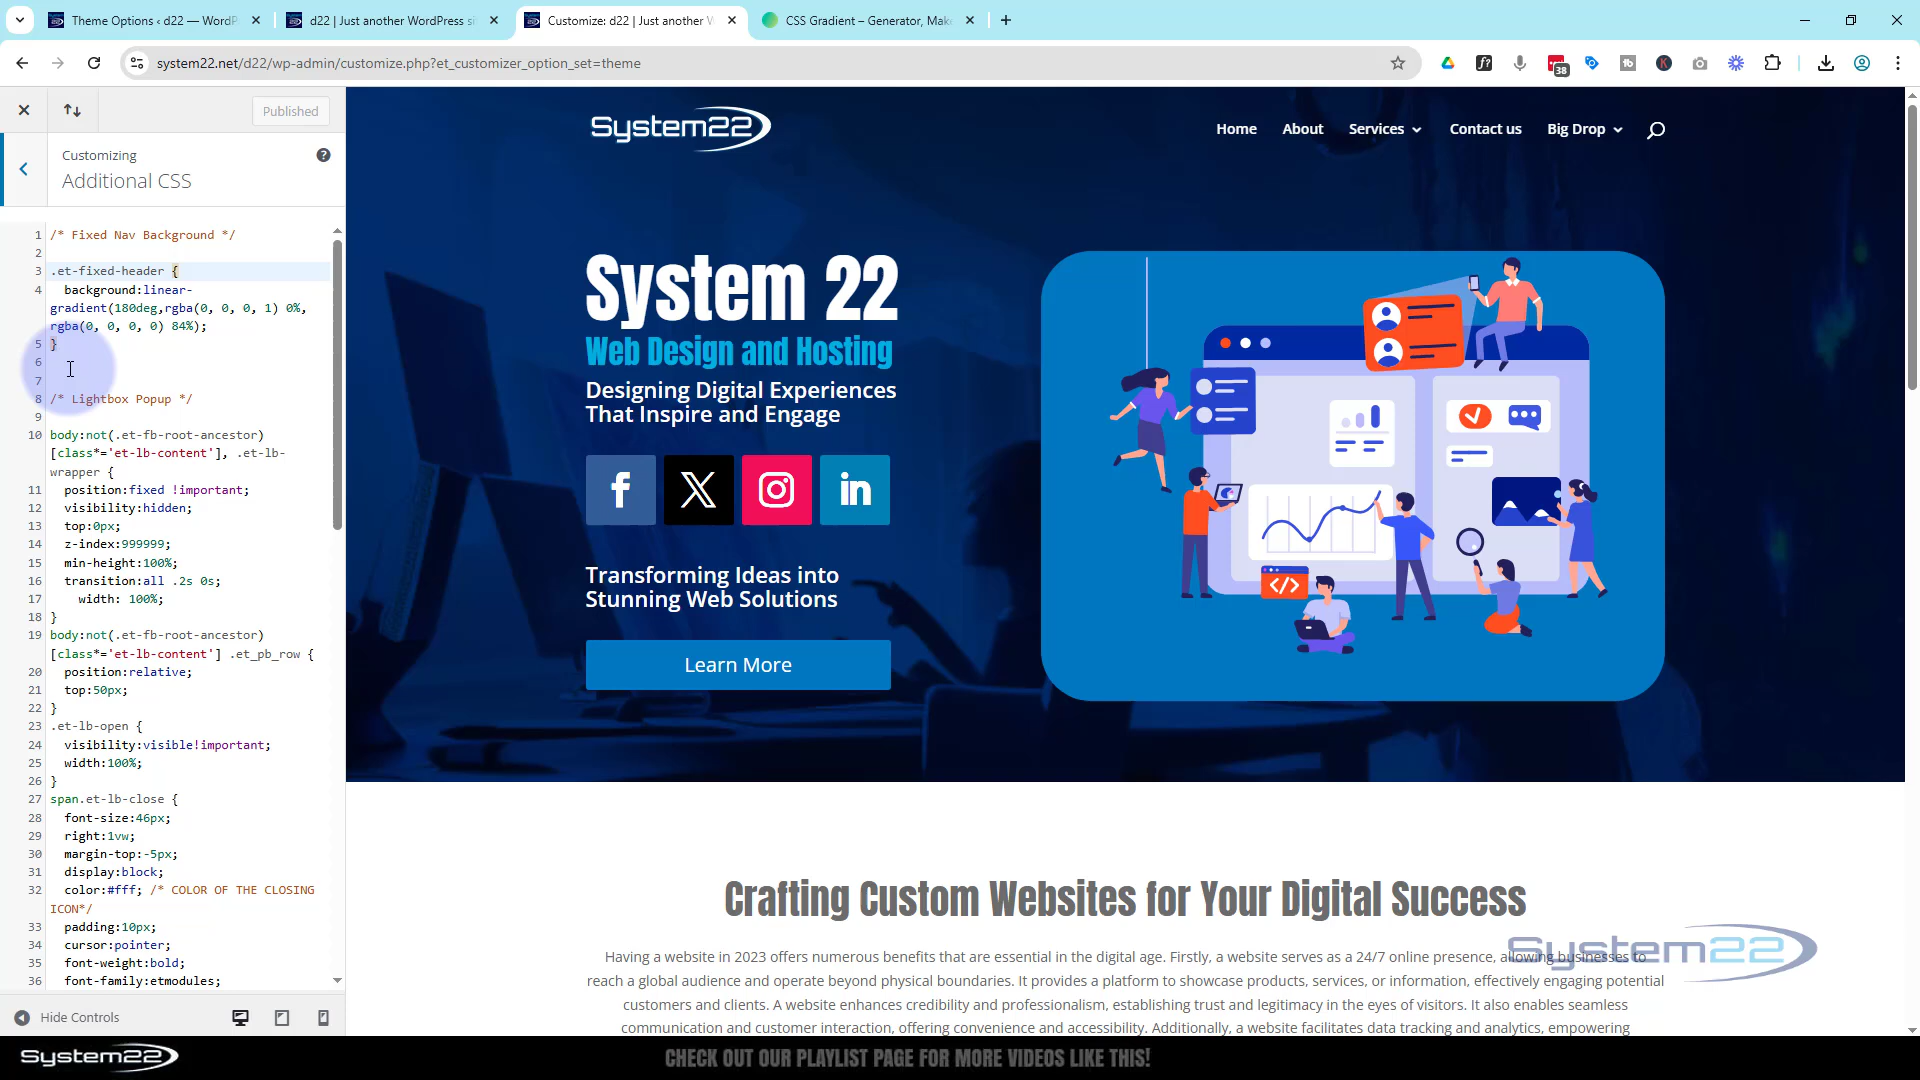 Theme Options ‹ d22 — WordP
d22 | Just another WordPress si
Customize: d22 | Just another W
CSS Gradient – Generator, Make
system22.net/d22/wp-admin/customize.php?et_customizer_option_set=theme
38
Published
Customizing
Additional CSS
1 /* Fixed Nav Background */
2
3 .et-fixed-header {
4 background:linear-
gradient(180deg,rgba(0, 0, 0, 1) 0%,
rgba(0, 0, 0, 0) 84%);
5 }
6
7
8 /* Lightbox Popup */
9
10 body:not(.et-fb-root-ancestor)
[class*='et-lb-content'], .et-lb-
wrapper {
11 position:fixed !important;
12 visibility:hidden;
13 top:0px;
14 z-index:999999;
15 min-height:100%;
16 transition:all .2s 0s;
17 width: 100%;
18 }
19 body:not(.et-fb-root-ancestor)
[class*='et-lb-content'] .et_pb_row {
20 position:relative;
21 top:50px;
22 }
23 .et-lb-open {
24 visibility:visible!important;
25 width:100%;
26 }
27 span.et-lb-close {
28 font-size:46px;
29 right:1vw;
30 margin-top:-5px;
31 display:block;
32 color:#fff; /* COLOR OF THE CLOSING
ICON*/
33 padding:10px;
34 cursor:pointer;
35 font-weight:bold;
36 font-family:etmodules;
Hide Controls
System22
Home About Services Contact us Big Drop
System 22
Web Design and Hosting
Designing Digital Experiences
That Inspire and Engage
Transforming Ideas into
Stunning Web Solutions
Learn More
Crafting Custom Websites for Your Digital Success
Having a website in 2023 offers numerous benefits that are essential in the digital age. Firstly, a website serves as a 24/7 online presence, allowing businesses to
reach a global audience and operate beyond physical boundaries. It provides a platform to showcase products, services, or information, effectively engaging potential
customers and clients. A website enhances credibility and professionalism, establishing trust and legitimacy in the eyes of visitors. It also enables seamless
communication and customer interaction, offering convenience and accessibility. Additionally, a website facilitates data tracking and analytics, empowering
System22
System22
CHECK OUT OUR PLAYLIST PAGE FOR MORE VIDEOS LIKE THIS!